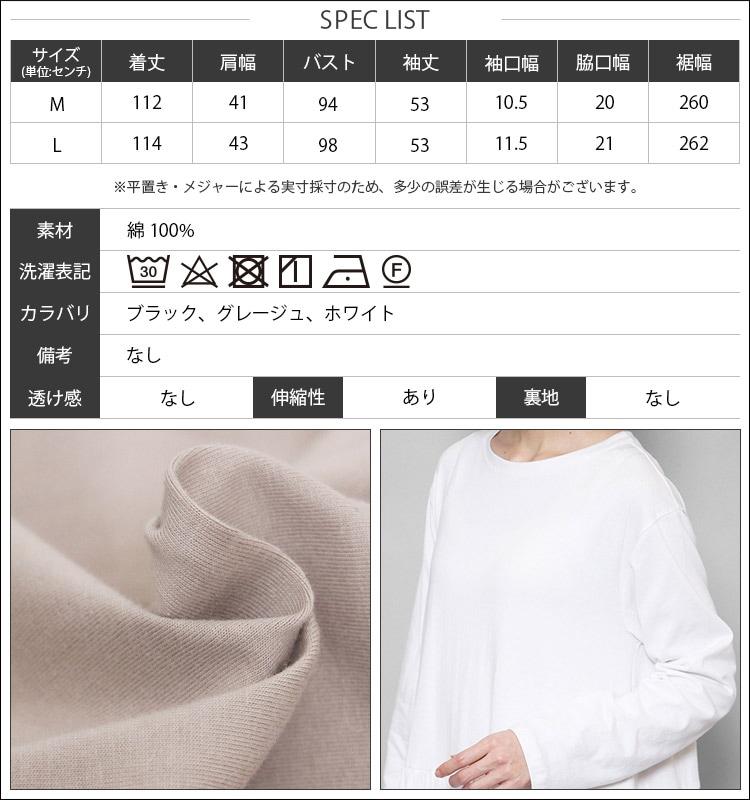 SPEC LIST
サイズ
(単位:センチ) 着丈 肩幅 バスト 袖丈 袖口幅 脇口幅 裾幅
M 112 41 94 53 10.5 20 260
L 114 43 98 53 11.5 21 262
※平置き・メジャーによる実寸採寸のため、多少の誤差が生じる場合がございます。
素材 綿 100%
洗濯表記 30 F
カラバリ ブラック、グレージュ、ホワイト
備考 なし
透け感 なし 伸縮性 あり 裏地 なし